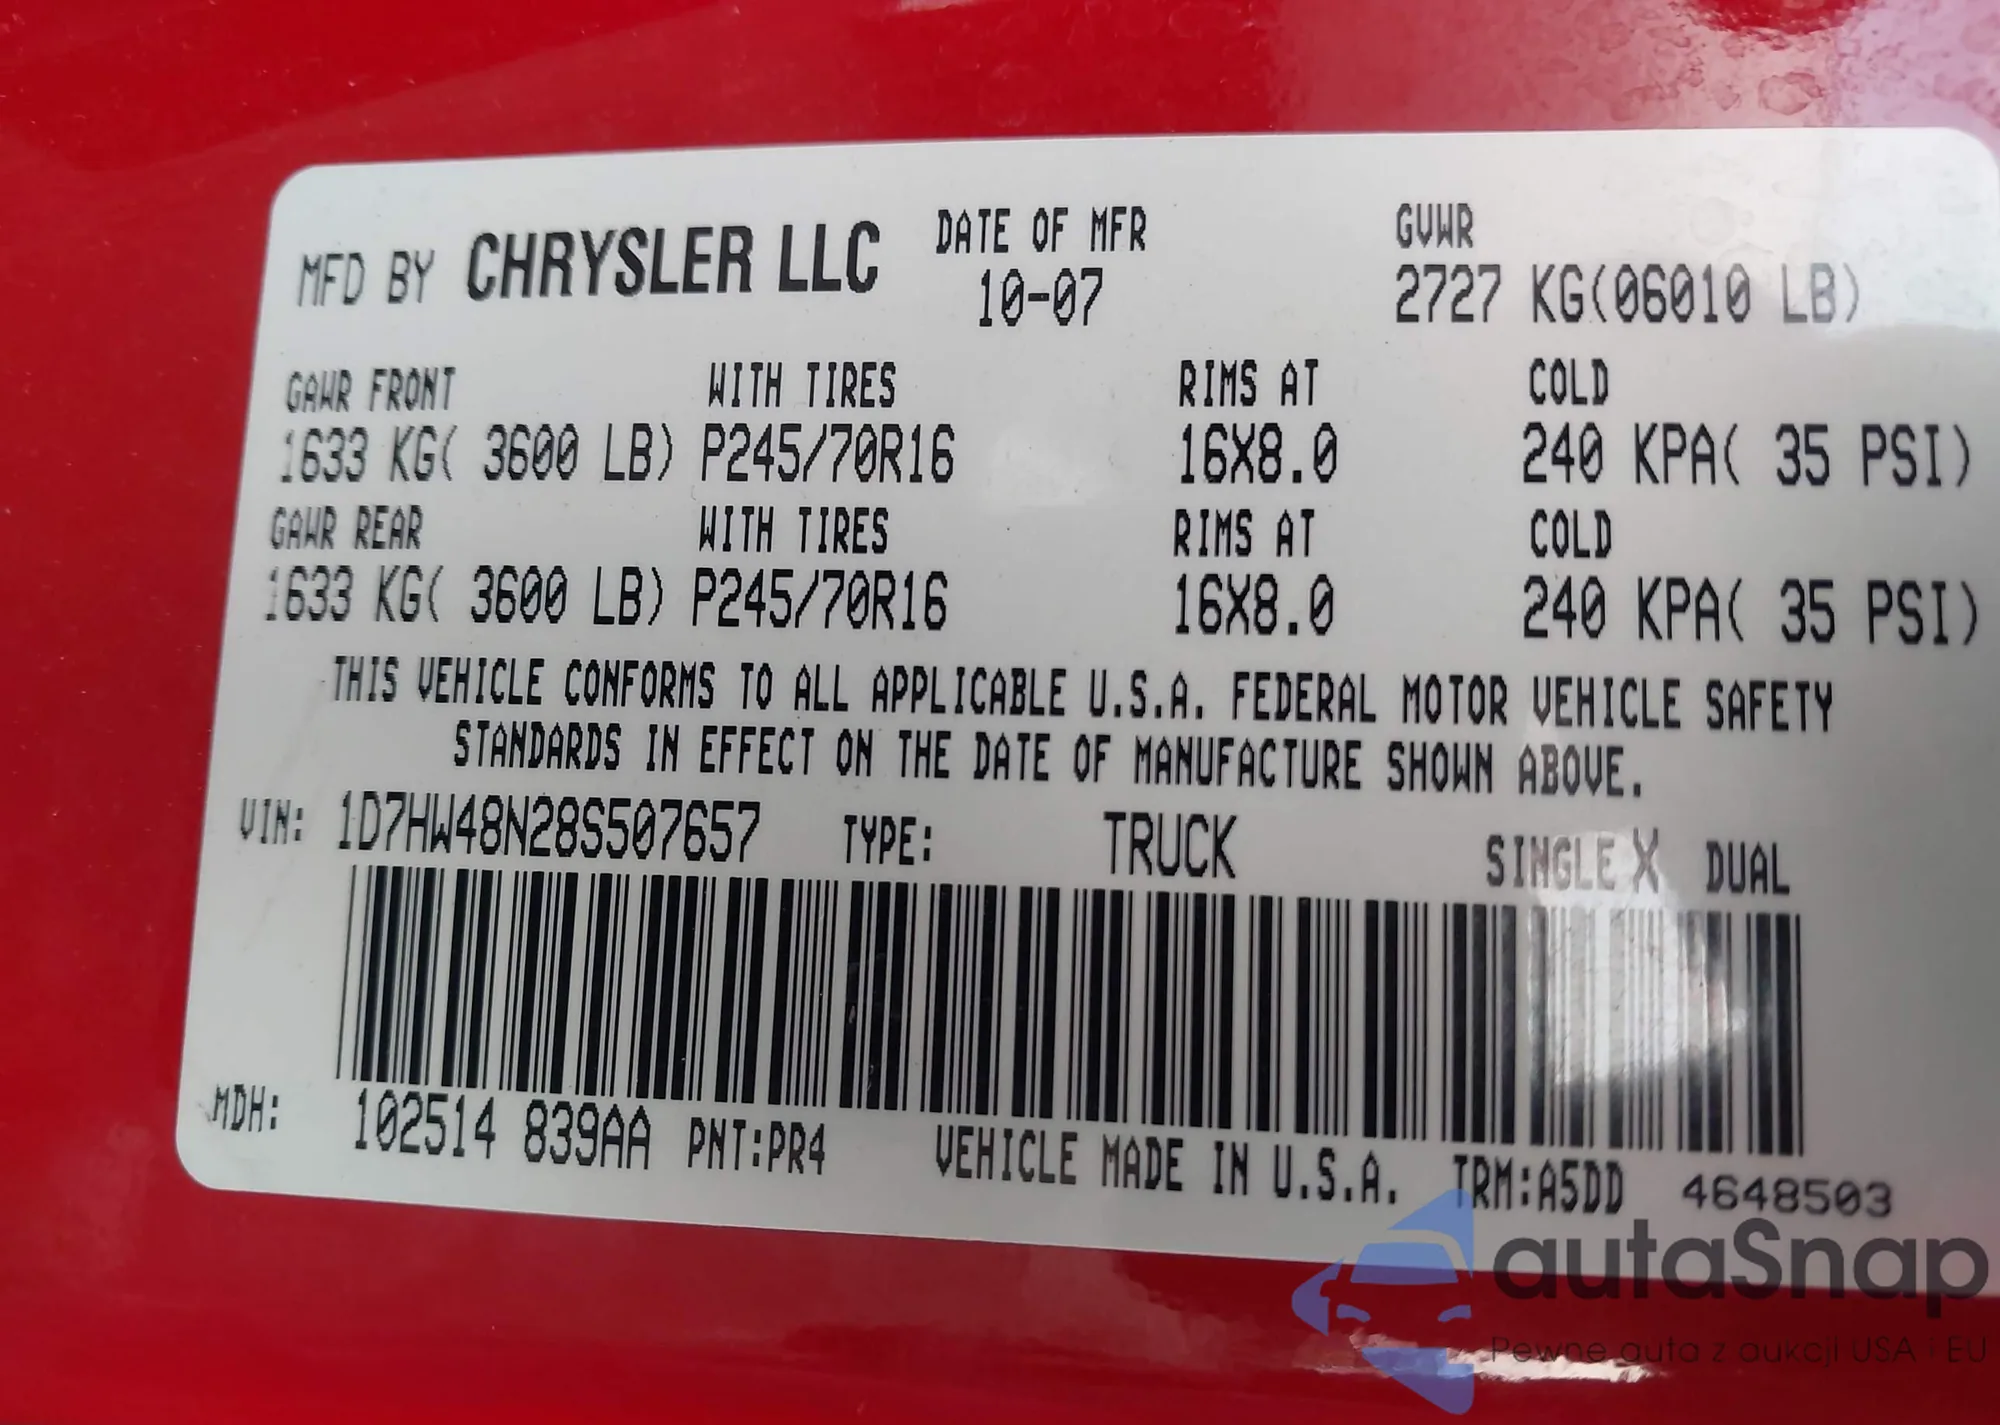 MFD BY CHRYSLER LLC DATE OF MFR GVWR
10-07 2727 KG(06010 LB)
GAWR FRONT WITH TIRES RIMS AT COLD
1633 KG( 3600 LB) P245/70R16 16X8.0 240 KPA( 35 PSI)
GAWR REAR WITH TIRES RIMS AT COLD
1633 KG( 3600 LB) P245/70R16 16X8.0 240 KPA( 35 PSI)
THIS VEHICLE CONFORMS TO ALL APPLICABLE U.S.A. FEDERAL MOTOR VEHICLE SAFETY
STANDARDS IN EFFECT ON THE DATE OF MANUFACTURE SHOWN ABOVE.
VIN: 1D7HW48N28S507657 TYPE: TRUCK SINGLE X DUAL
MDH: 102514 839AA PNT:PR4 VEHICLE MADE IN U.S.A. TRM:A5DD 4648503
autaSnap
Pewne auta z aukcji USA i EU